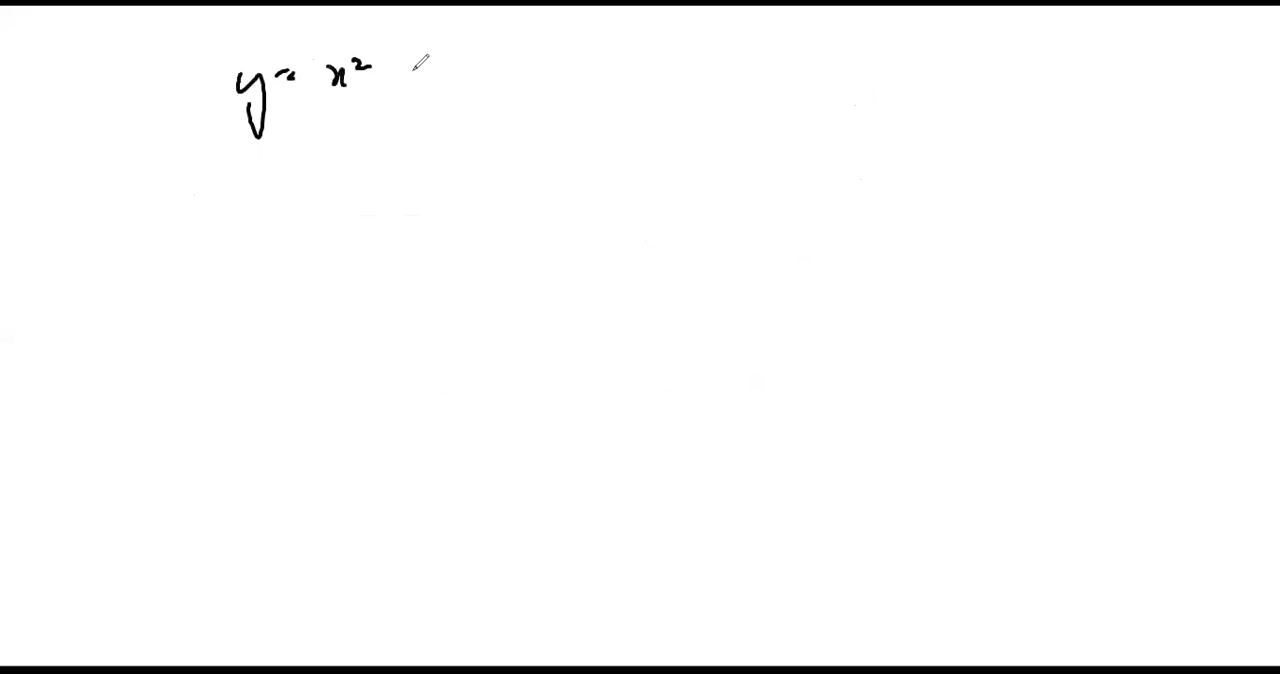 y = x²